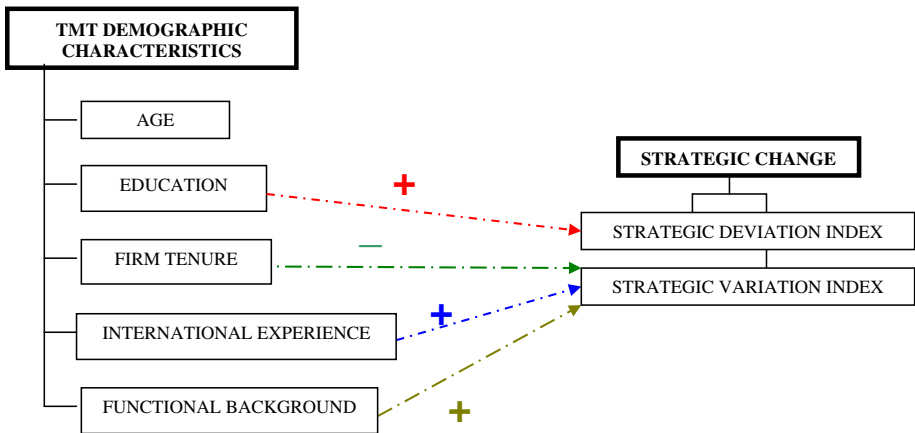 TMT DEMOGRAPHIC
CHARACTERISTICS
AGE
EDUCATION
FIRM TENURE
INTERNATIONAL EXPERIENCE
FUNCTIONAL BACKGROUND
+
—
+
+
STRATEGIC CHANGE
STRATEGIC DEVIATION INDEX
STRATEGIC VARIATION INDEX